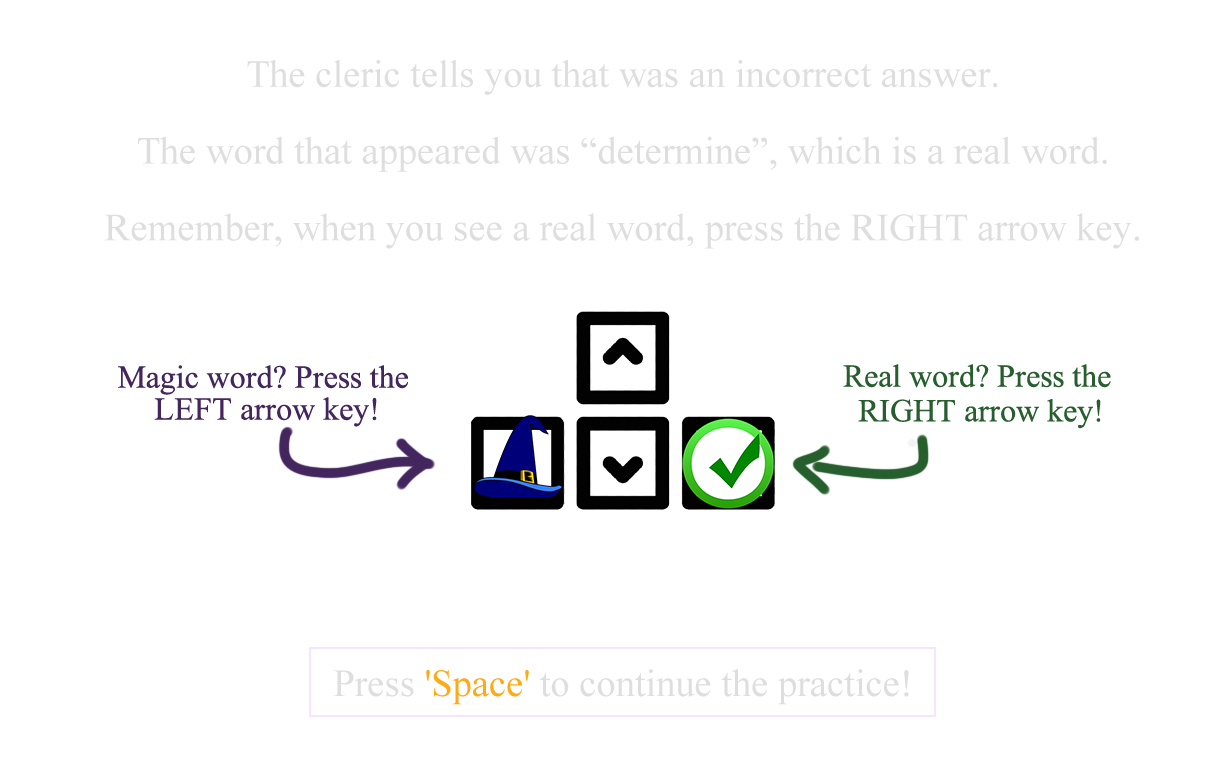 The cleric tells you that was an incorrect answer.
The word that appeared was “determine”, which is a real word.
Remember, when you see a real word, press the RIGHT arrow key.
Magic word? Press the
LEFT arrow key!
Real word? Press the
RIGHT arrow key!
Press 'Space' to continue the practice!